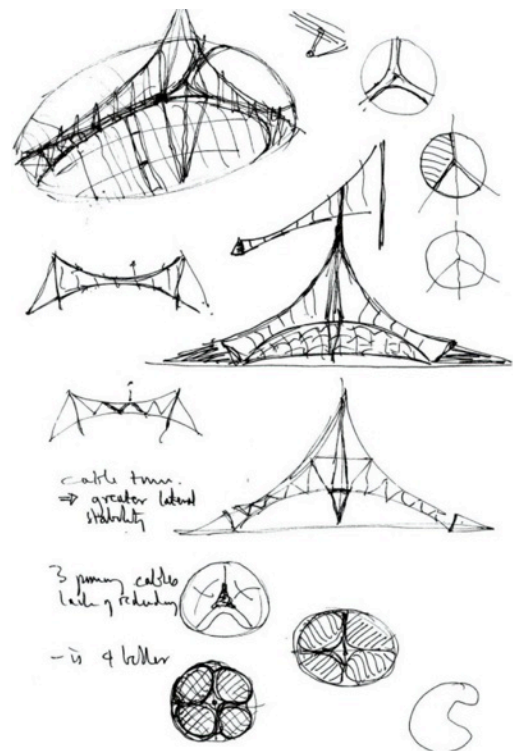 cable truss.
⇒ greater lateral
stability
3 primary cables
lack of redundancy
- is 4 better